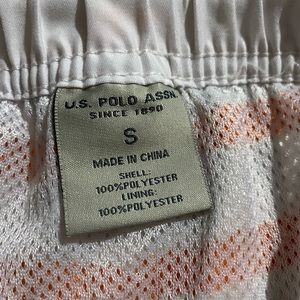 U.S. POLO ASSN.
SINCE 1890
S
MADE IN CHINA
SHELL:
100%POLYESTER
LINING:
100%POLYESTER